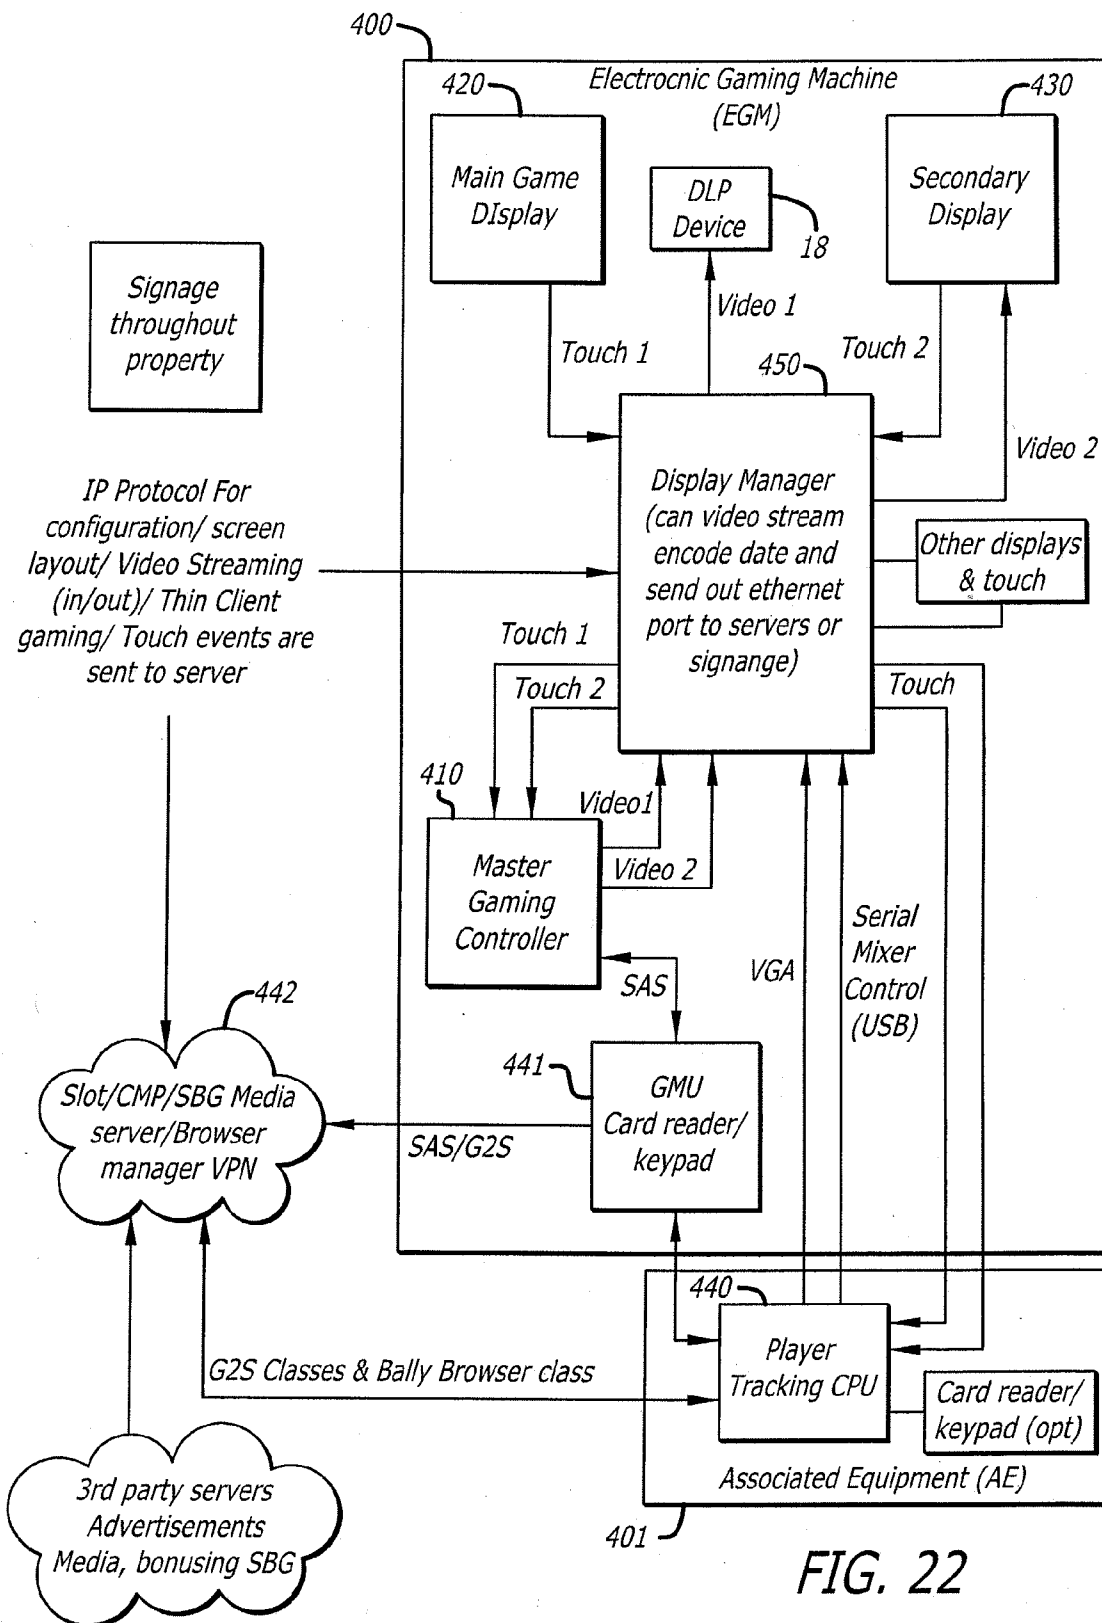 400
Electrocnic Gaming Machine
(EGM)
420
430
Main Game
DIsplay
DLP
Device
18
Secondary
Display
Signage
throughout
property
Video 1
Touch 1
Touch 2
450
Video 2
IP Protocol For
configuration/ screen
layout/ Video Streaming
(in/out)/ Thin Client
gaming/ Touch events are
sent to server
Display Manager
(can video stream
encode date and
send out ethernet
port to servers or
signange)
Other displays
& touch
Touch 1
Touch 2
Touch
410
Video1
Video 2
Master
Gaming
Controller
SAS
VGA
Serial
Mixer
Control
(USB)
442
Slot/CMP/SBG Media
server/Browser
manager VPN
SAS/G2S
441
GMU
Card reader/
keypad
440
Player
Tracking CPU
G2S Classes & Bally Browser class
Card reader/
keypad (opt)
Associated Equipment (AE)
401
3rd party servers
Advertisements
Media, bonusing SBG
FIG. 22